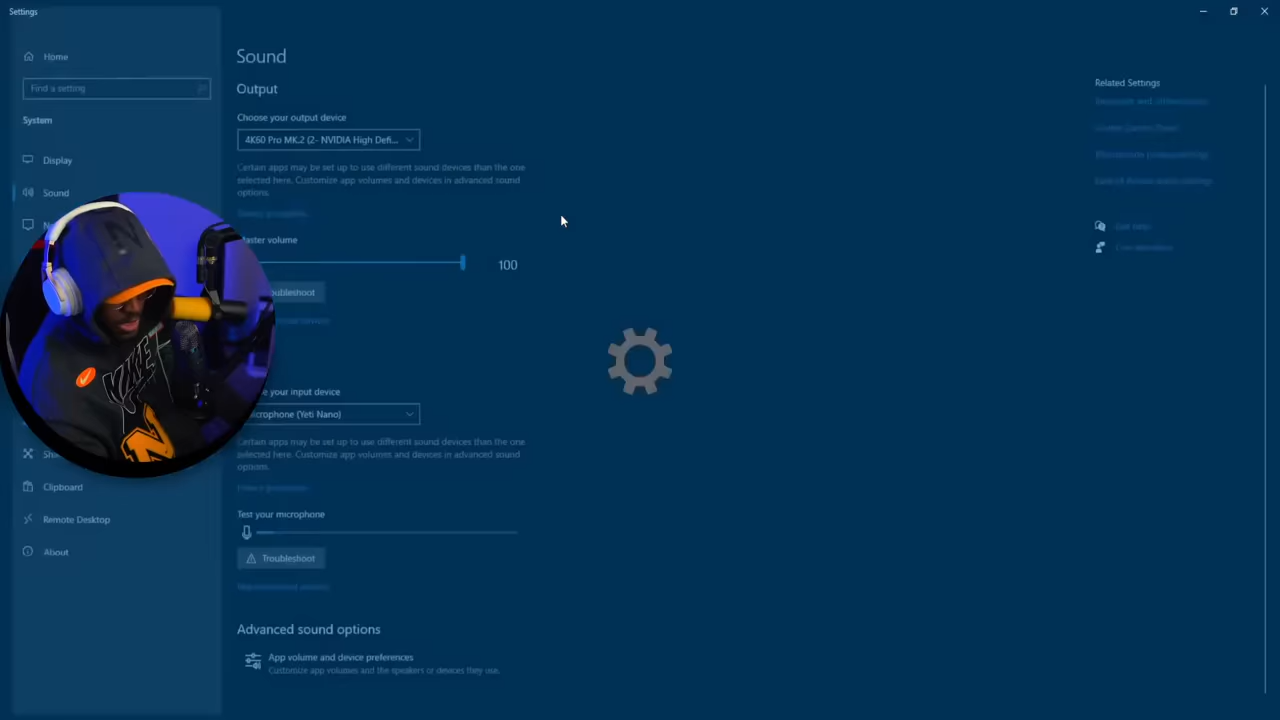 Settings
Home
Find a setting
System
Display
Sound
Clipboard
Remote Desktop
About
Sound
Output
Choose your output device
4K60 Pro MK.2 (2- NVIDIA High Defi...
Certain apps may be set up to use different sound devices than the one
selected here. Customize app volumes and devices in advanced sound
options.
Master volume
100
Troubleshoot
your input device
Microphone (Yeti Nano)
Certain apps may be set up to use different sound devices than the one
selected here. Customize app volumes and devices in advanced sound
options.
Test your microphone
Troubleshoot
Advanced sound options
App volume and device preferences
Customize app volumes and the speakers or devices they use.
Related Settings